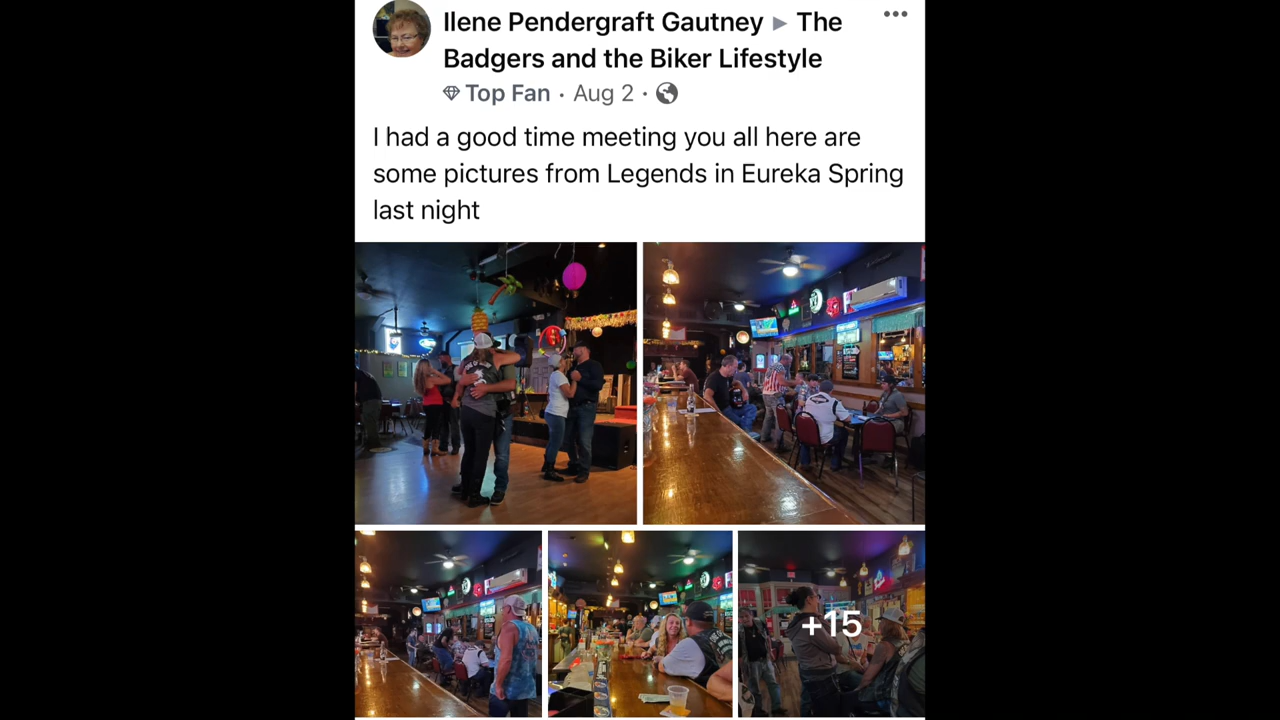 Ilene Pendergraft Gautney ▸ The
Badgers and the Biker Lifestyle
Top Fan · Aug 2 ·
I had a good time meeting you all here are
some pictures from Legends in Eureka Spring
last night
+15